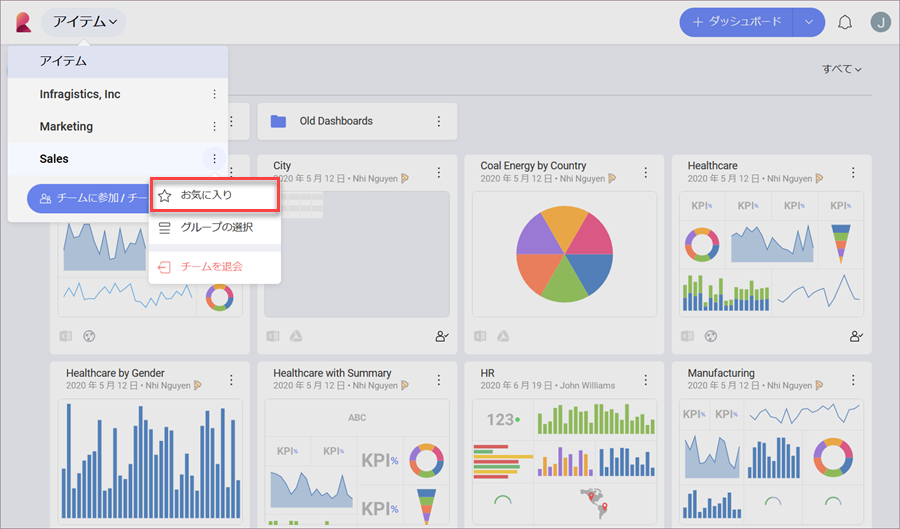 アイテム
+ ダッシュボード
J
アイテム
すべて
Infragistics, Inc
Marketing
Sales
チームに参加 / チー
お気に入り
グループの選択
チームを退会
Old Dashboards
City
2020 年 5 月 12 日 • Nhi Nguyen
Coal Energy by Country
2020 年 5 月 12 日 • Nhi Nguyen
Healthcare
2020 年 5 月 12 日 • Nhi Nguyen
KPI% KPI% KPI% KPI%
Healthcare by Gender
2020 年 5 月 12 日 • Nhi Nguyen
Healthcare with Summary
2020 年 5 月 12 日 • Nhi Nguyen
ABC
KPI% KPI% KPI%
KPI%
HR
2020 年 6 月 19 日 • John Williams
123
Manufacturing
2020 年 5 月 12 日 • Nhi Nguyen
KPI% KPI%